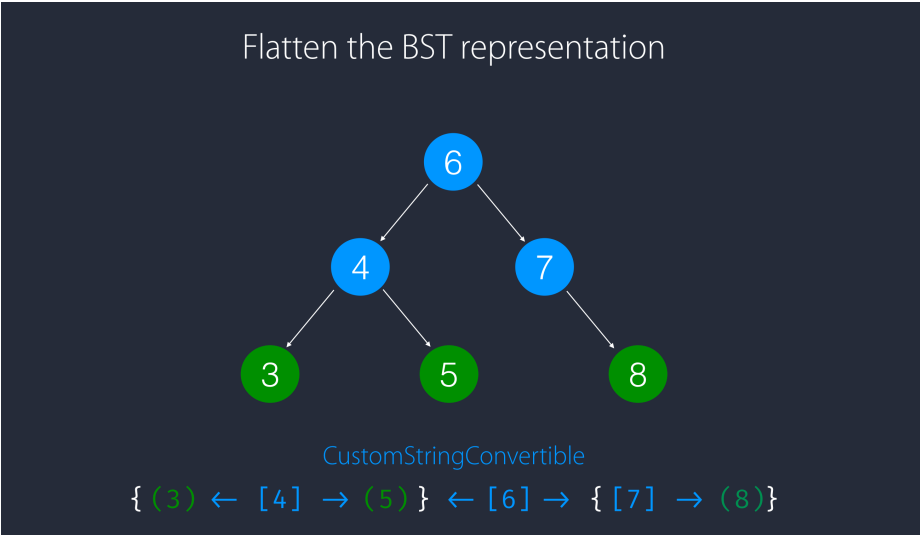 Flatten the BST representation
6
4 7
3 5 8
CustomStringConvertible
{ (3) ← [4] → (5) } ← [6] → { [7] → (8)}